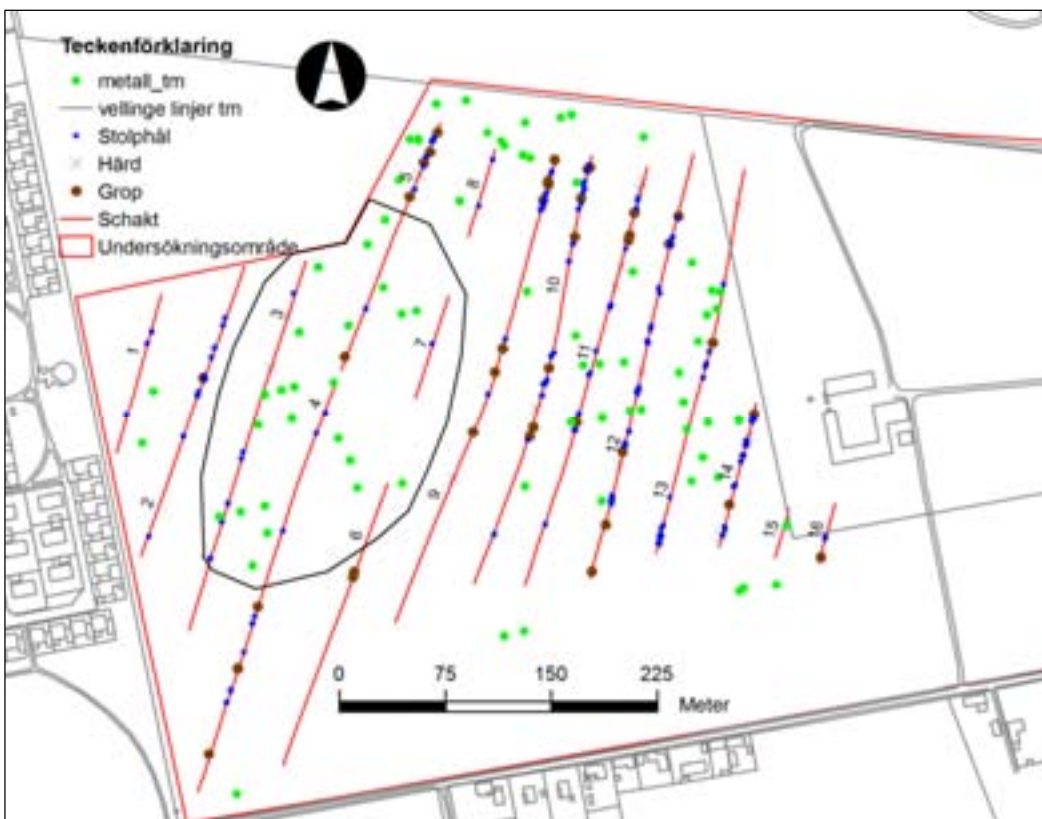 Teckenförklaring
metall_tm
vellinge linjer tm
Stolphål
Härd
Grop
Schakt
Undersökningsområde
1
2
3
4
5
6
7
8
9
10
11
12
13
14
15
16
0 75 150 225
Meter